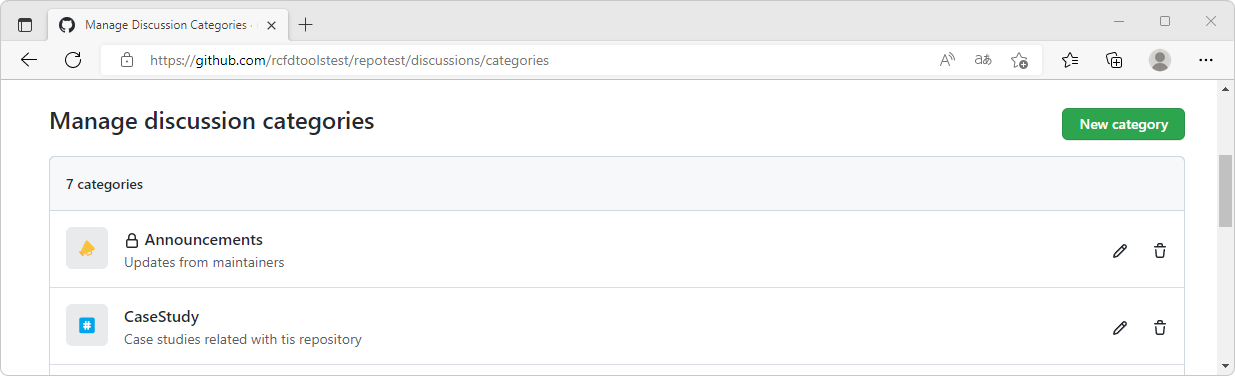 Manage Discussion Categories ·
https://github.com/rcfdtoolstest/repotest/discussions/categories
Manage discussion categories
New category
7 categories
Announcements
Updates from maintainers
CaseStudy
Case studies related with tis repository